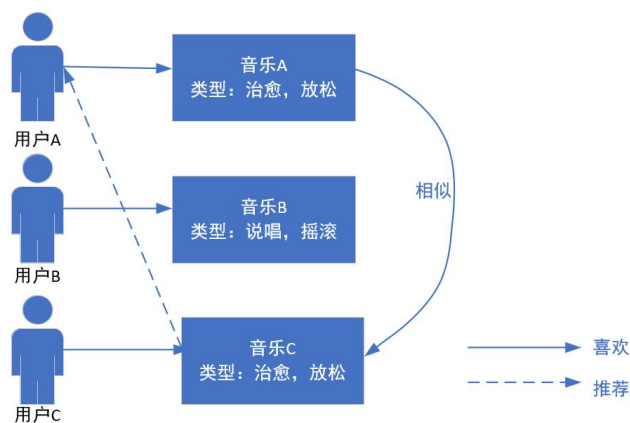 音乐A
类型：治愈，放松
用户A
音乐B
类型：说唱，摇滚
相似
用户B
音乐C
类型：治愈，放松
喜欢
推荐
用户C